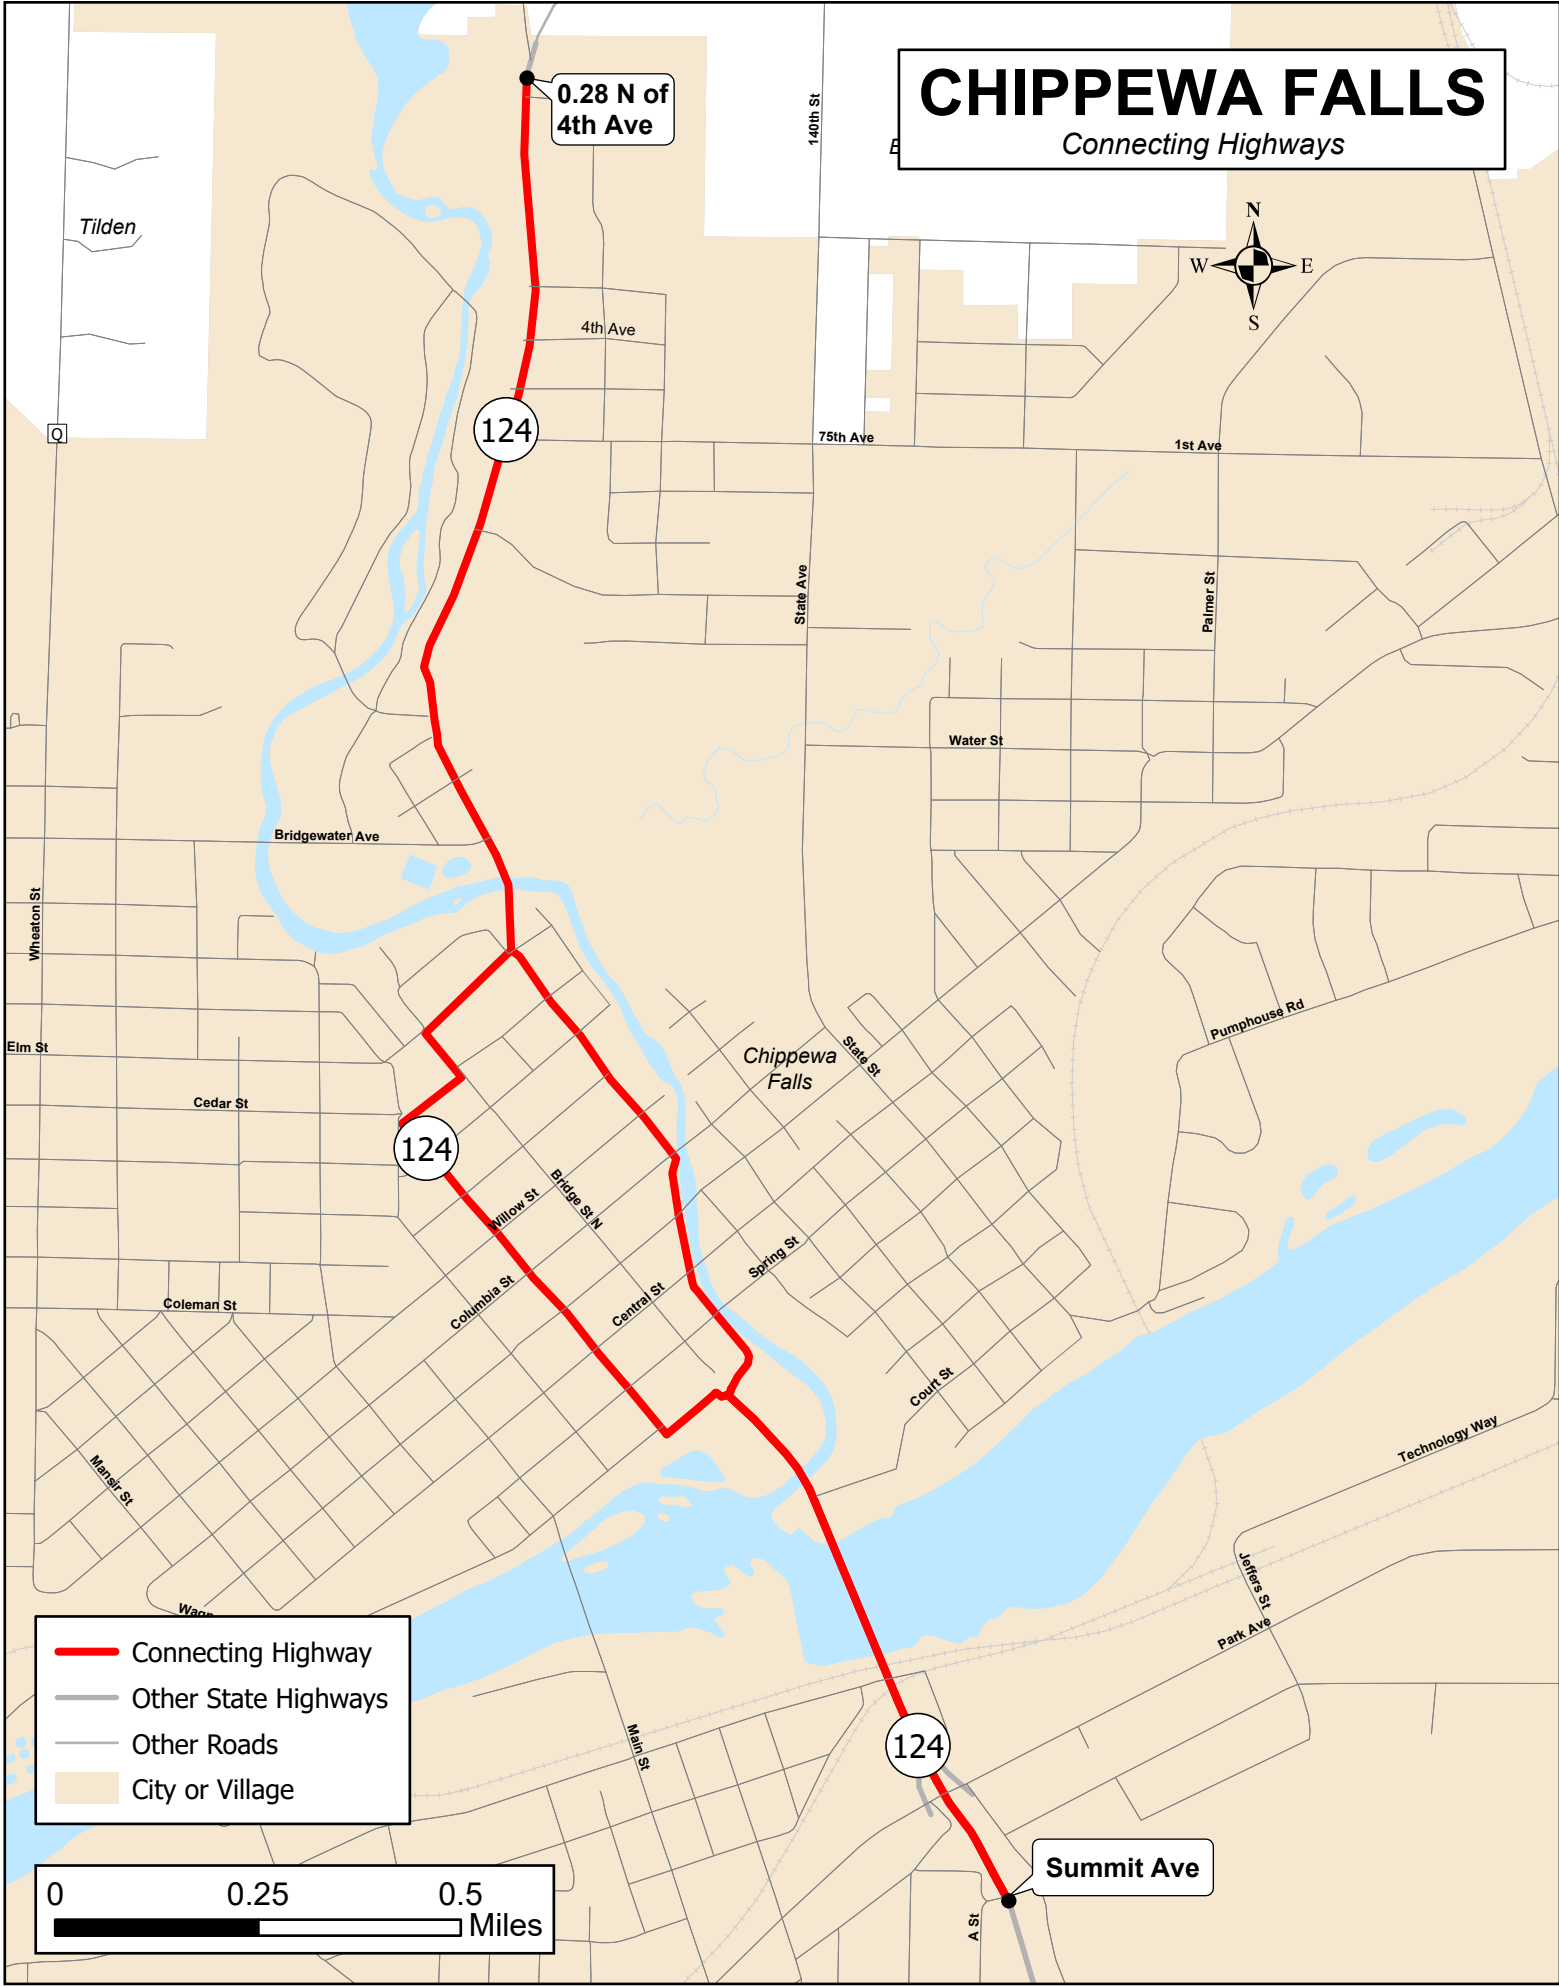 CHIPPEWA FALLS
Connecting Highways
0.28 N of
4th Ave
140th St
Tilden
N
W
E
S
4th Ave
124
Q
75th Ave
1st Ave
State Ave
Palmer St
Water St
Bridgewater Ave
Wheaton St
Pumphouse Rd
Elm St
Chippewa
Falls
State St
Cedar St
124
Willow St
Bridge St N
Spring St
Columbia St
Central St
Coleman St
Court St
Mansir St
Technology Way
Jeffers St
Park Ave
Main St
124
Summit Ave
A St
Connecting Highway
Other State Highways
Other Roads
City or Village
0
0.25
0.5
Miles